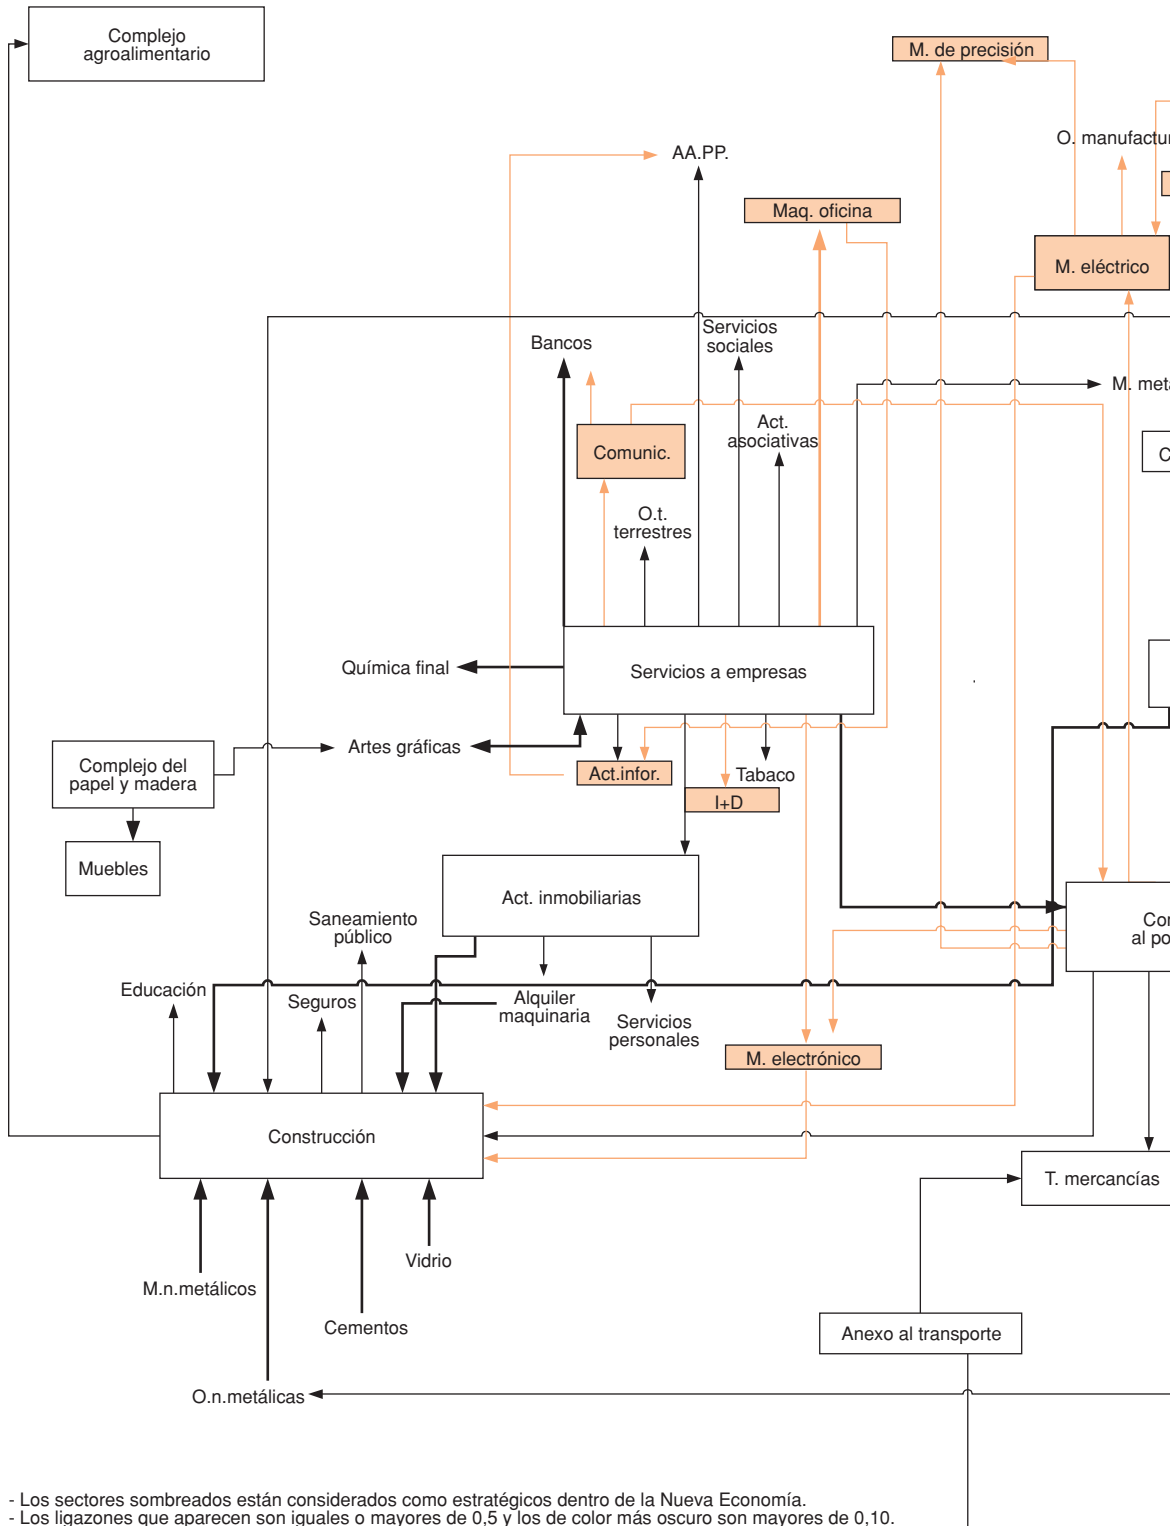 Complejo
agroalimentario
M. de precisión
O. manufactur
AA.PP.
Maq. oficina
M. eléctrico
Servicios
sociales
Bancos
M. meta
Act.
asociativas
Comunic.
C
O.t.
terrestres
Servicios a empresas
Química final
Artes gráficas
Complejo del
papel y madera
Act.infor.
Tabaco
I+D
Muebles
Act. inmobiliarias
Saneamiento
público
Con
al po
Educación
Seguros
Alquiler
maquinaria
Servicios
personales
M. electrónico
Construcción
T. mercancías
Vidrio
M.n.metálicos
Cementos
Anexo al transporte
O.n.metálicas
- Los sectores sombreados están considerados como estratégicos dentro de la Nueva Economía.
- Los ligazones que aparecen son iguales o mayores de 0,5 y los de color más oscuro son mayores de 0,10.